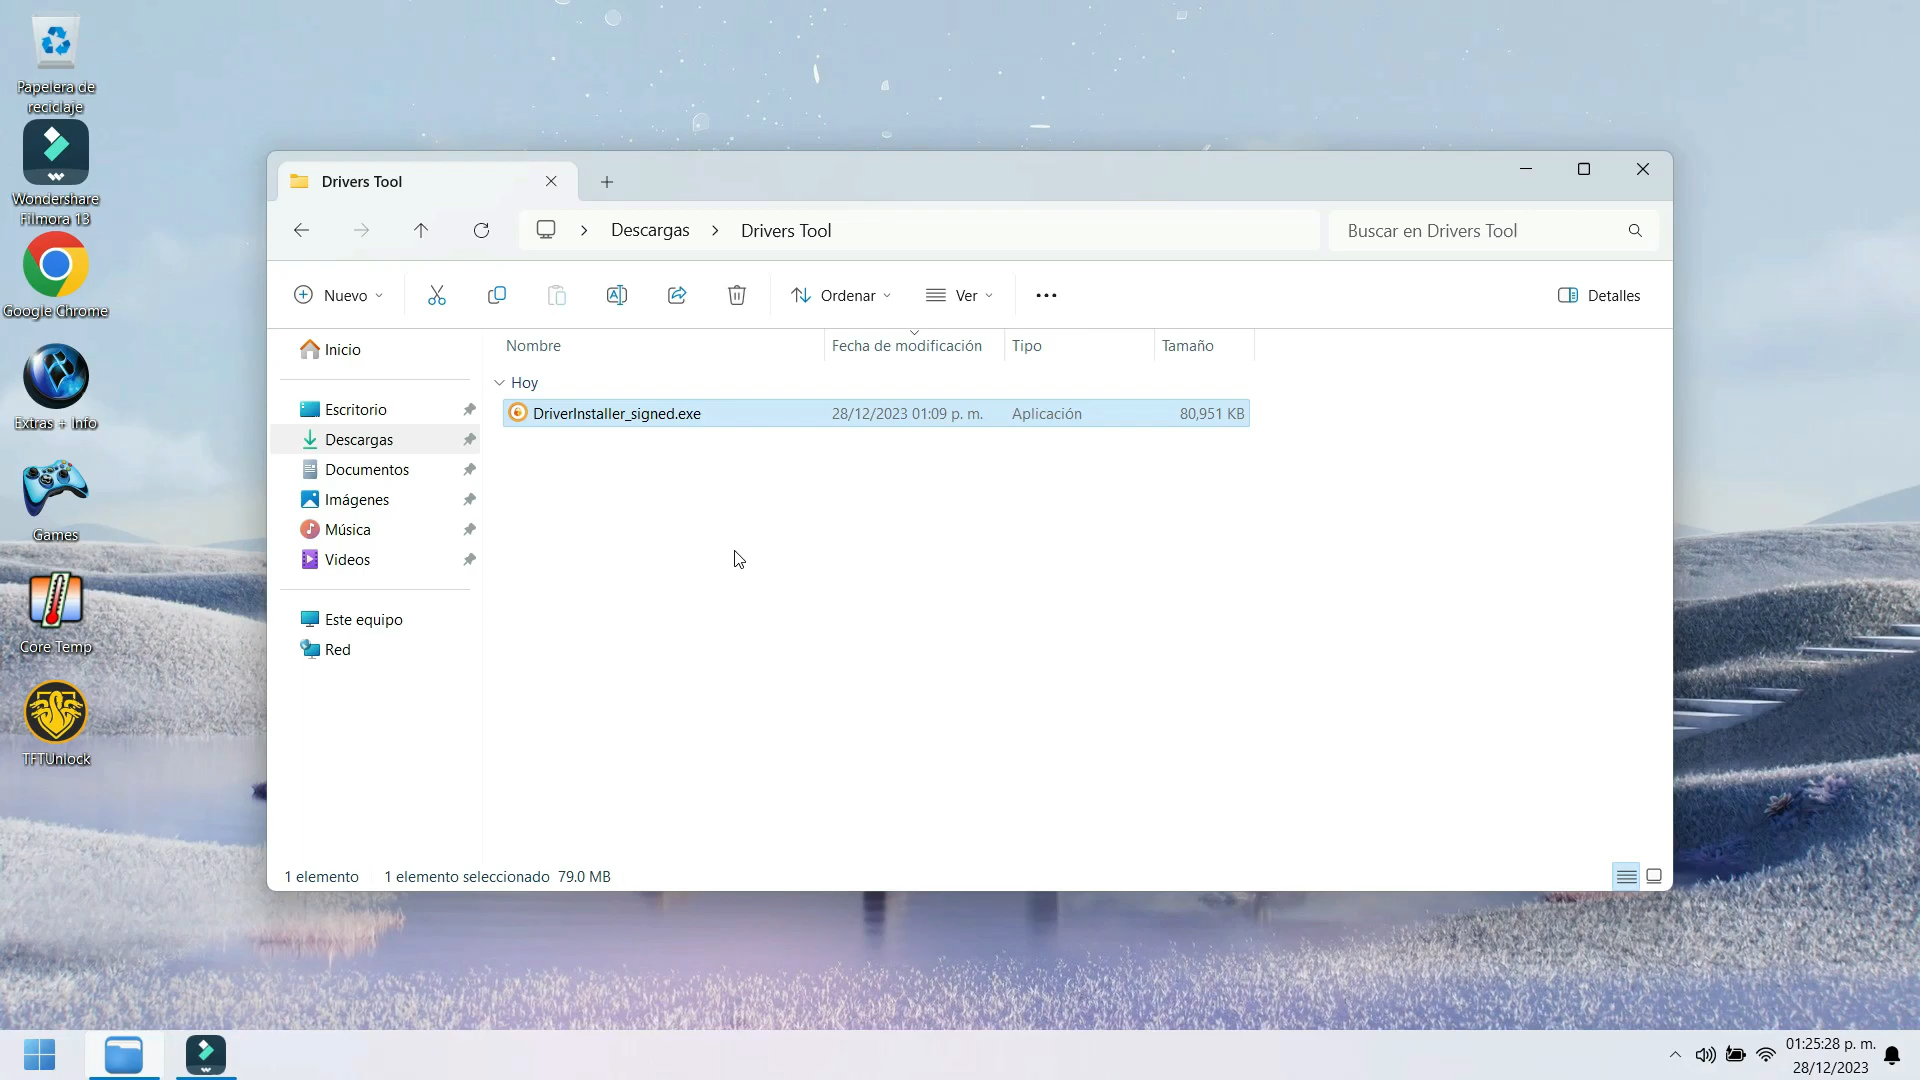 Papelera de
reciclaje
Wondershare
Filmora 13
Google Chrome
Extras + Info
Games
Core Temp
TFTUnlock
Drivers Tool
Descargas
Drivers Tool
Buscar en Drivers Tool
Nuevo
Ordenar
Ver
Detalles
Inicio
Escritorio
Descargas
Documentos
Imágenes
Música
Videos
Este equipo
Red
Nombre Fecha de modificación Tipo Tamaño
Hoy
DriverInstaller_signed.exe 28/12/2023 01:09 p. m. Aplicación 80,951 KB
1 elemento 1 elemento seleccionado 79.0 MB
01:25:28 p. m.
28/12/2023